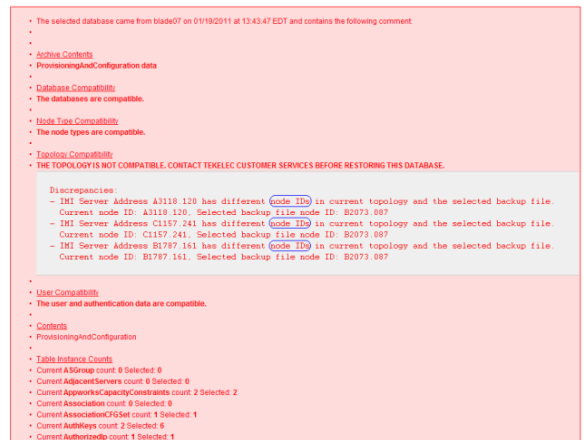 • The selected database came from blade07 on 01/19/2011 at 13:43:47 EDT and contains the following comment:
•
•
• Archive Contents
• ProvisioningAndConfiguration data
•
• Database Compatibility
• The databases are compatible.
•
• Node Type Compatibility
• The node types are compatible.
•
• Topology Compatibility
• THE TOPOLOGY IS NOT COMPATIBLE. CONTACT TEKELEC CUSTOMER SERVICES BEFORE RESTORING THIS DATABASE.
Discrepancies:
- IMI Server Address A3118.120 has different node IDs in current topology and the selected backup file.
Current node ID: A3118.120, Selected backup file node ID: B2073.087
- IMI Server Address C1157.241 has different node IDs in current topology and the selected backup file.
Current node ID: C1157.241, Selected backup file node ID: B2073.087
- IMI Server Address B1787.161 has different node IDs in current topology and the selected backup file.
Current node ID: B1787.161, Selected backup file node ID: B2073.087
•
• User Compatibility
• The user and authentication data are compatible.
•
• Contents
• ProvisioningAndConfiguration
•
• Table Instance Counts
• Current ASGroup count: 0 Selected: 0
• Current AdjacentServers count: 0 Selected: 0
• Current AppworksCapacityConstraints count: 2 Selected: 2
• Current Association count: 0 Selected: 0
• Current AssociationCFGSet count: 1 Selected: 1
• Current AuthKeys count: 2 Selected: 6
• Current AuthorizedIp count: 1 Selected: 1